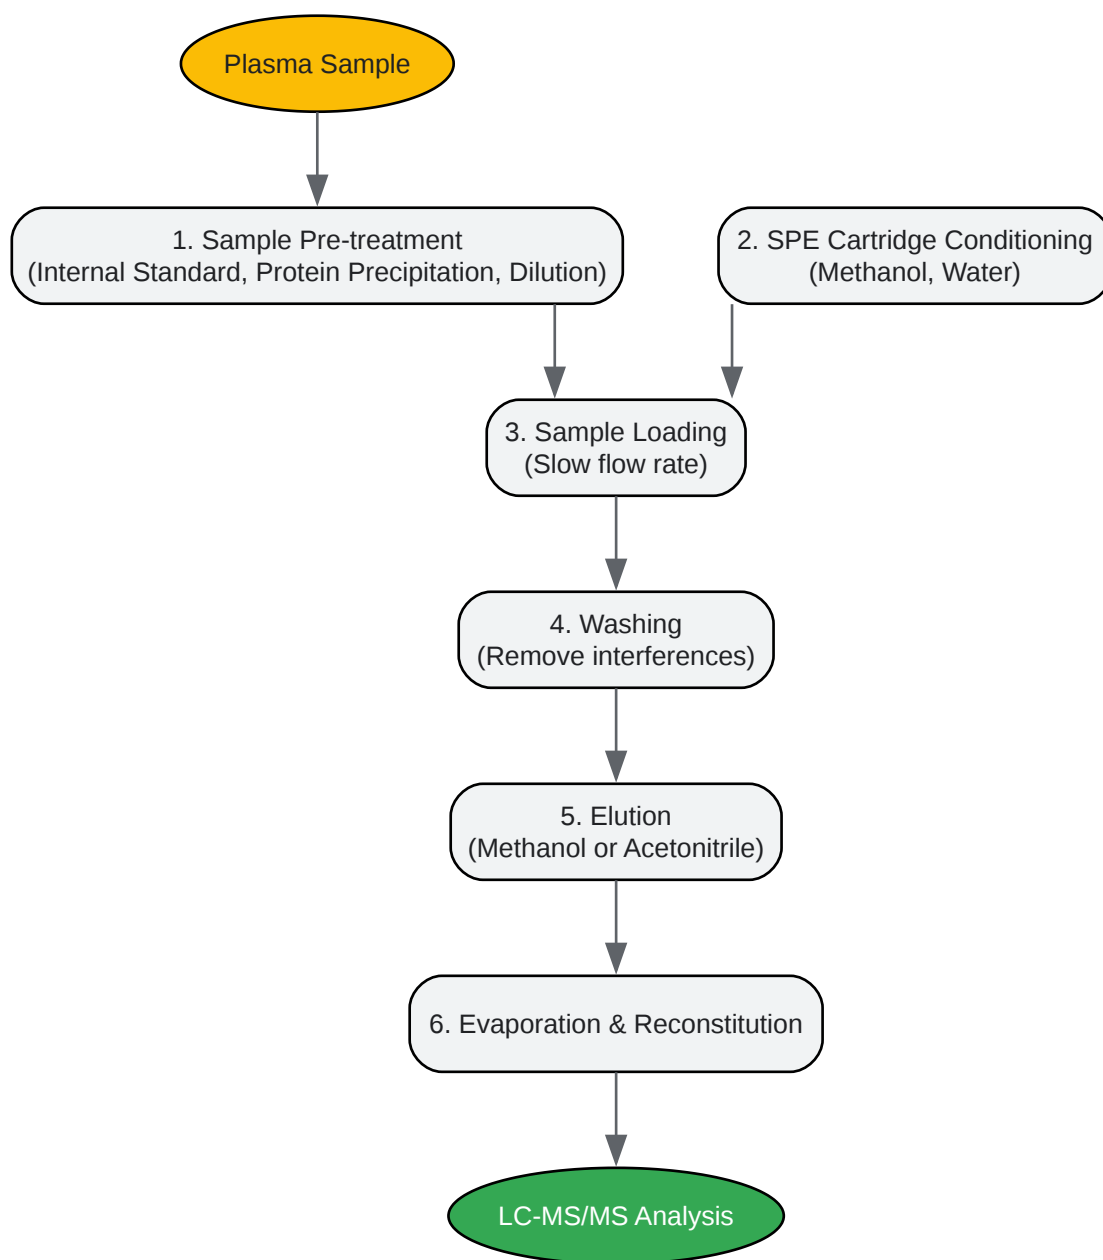 Plasma Sample
1. Sample Pre-treatment
(Internal Standard, Protein Precipitation, Dilution)
2. SPE Cartridge Conditioning
(Methanol, Water)
3. Sample Loading
(Slow flow rate)
4. Washing
(Remove interferences)
5. Elution
(Methanol or Acetonitrile)
6. Evaporation & Reconstitution
LC-MS/MS Analysis